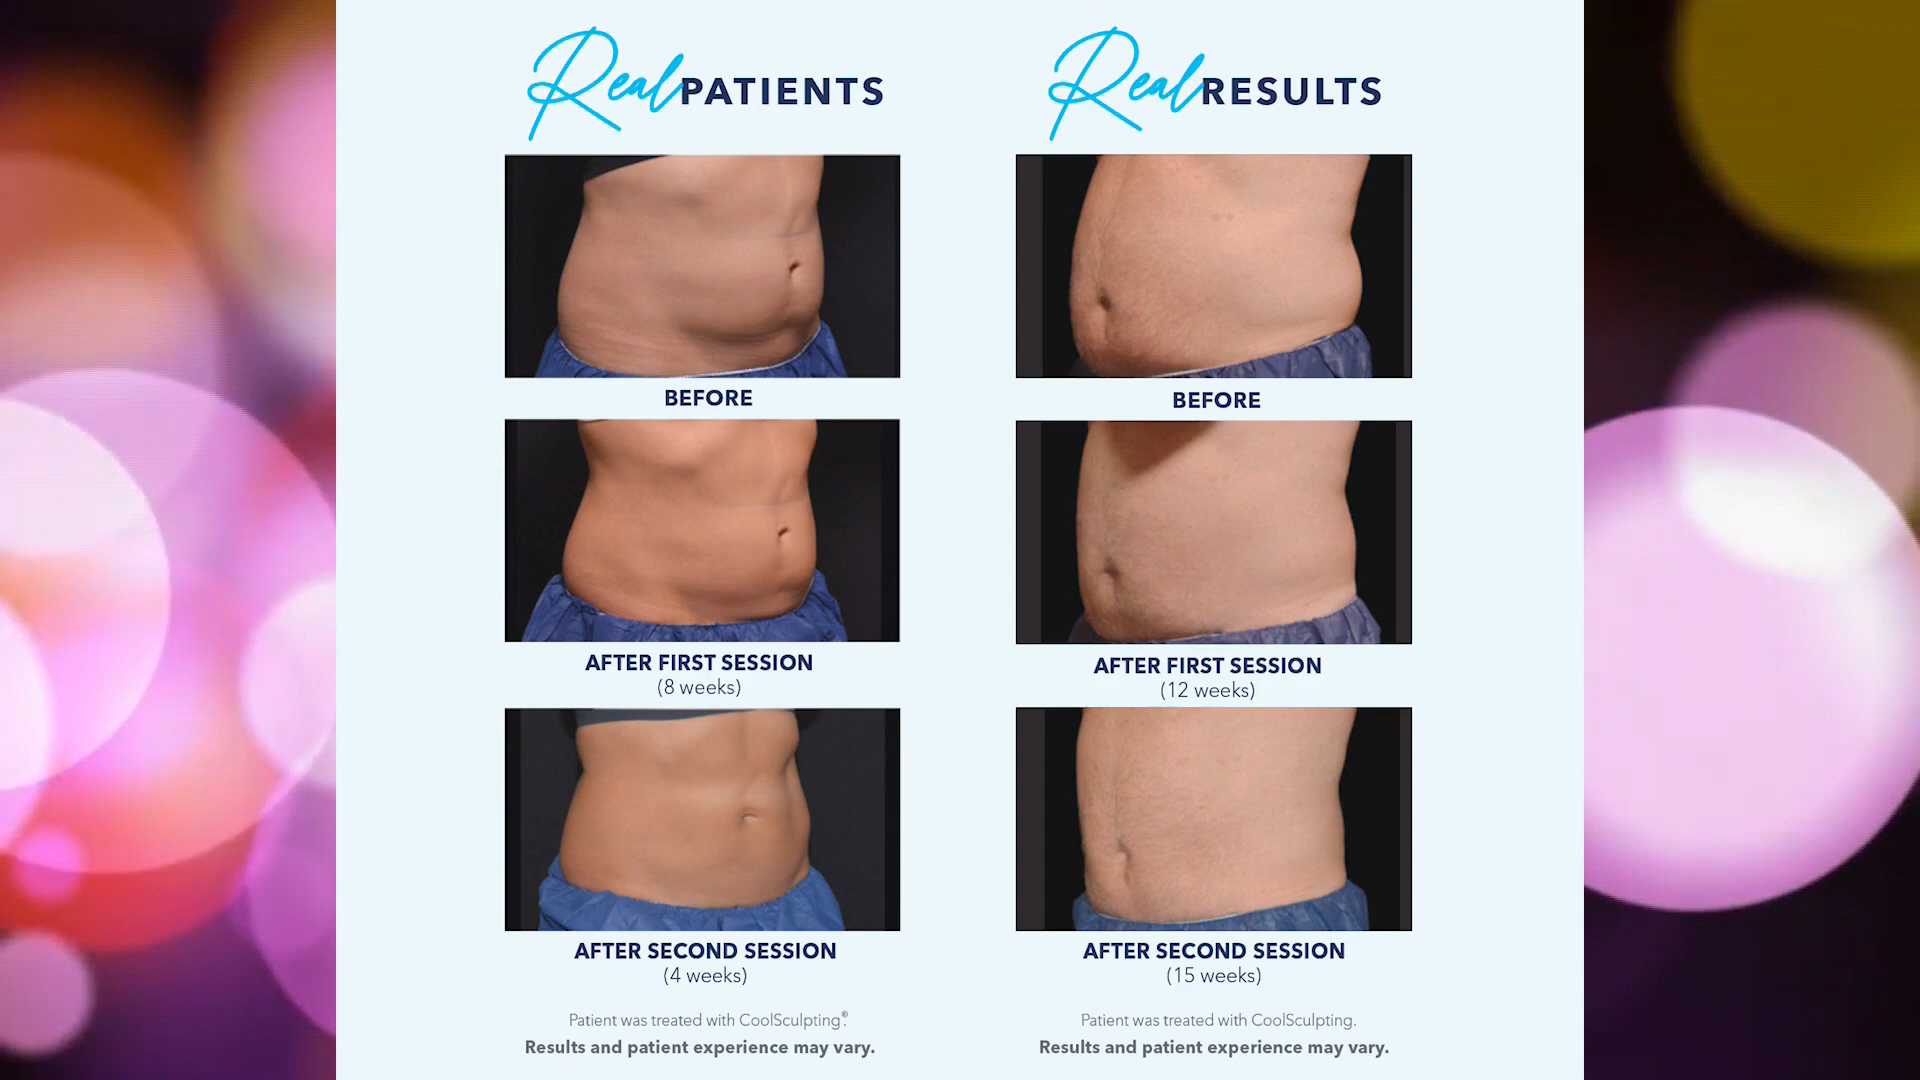 Real PATIENTS
Real RESULTS
BEFORE
BEFORE
AFTER FIRST SESSION
(8 weeks)
AFTER FIRST SESSION
(12 weeks)
AFTER SECOND SESSION
(4 weeks)
AFTER SECOND SESSION
(15 weeks)
Patient was treated with CoolSculpting®.
Results and patient experience may vary.
Patient was treated with CoolSculpting.
Results and patient experience may vary.